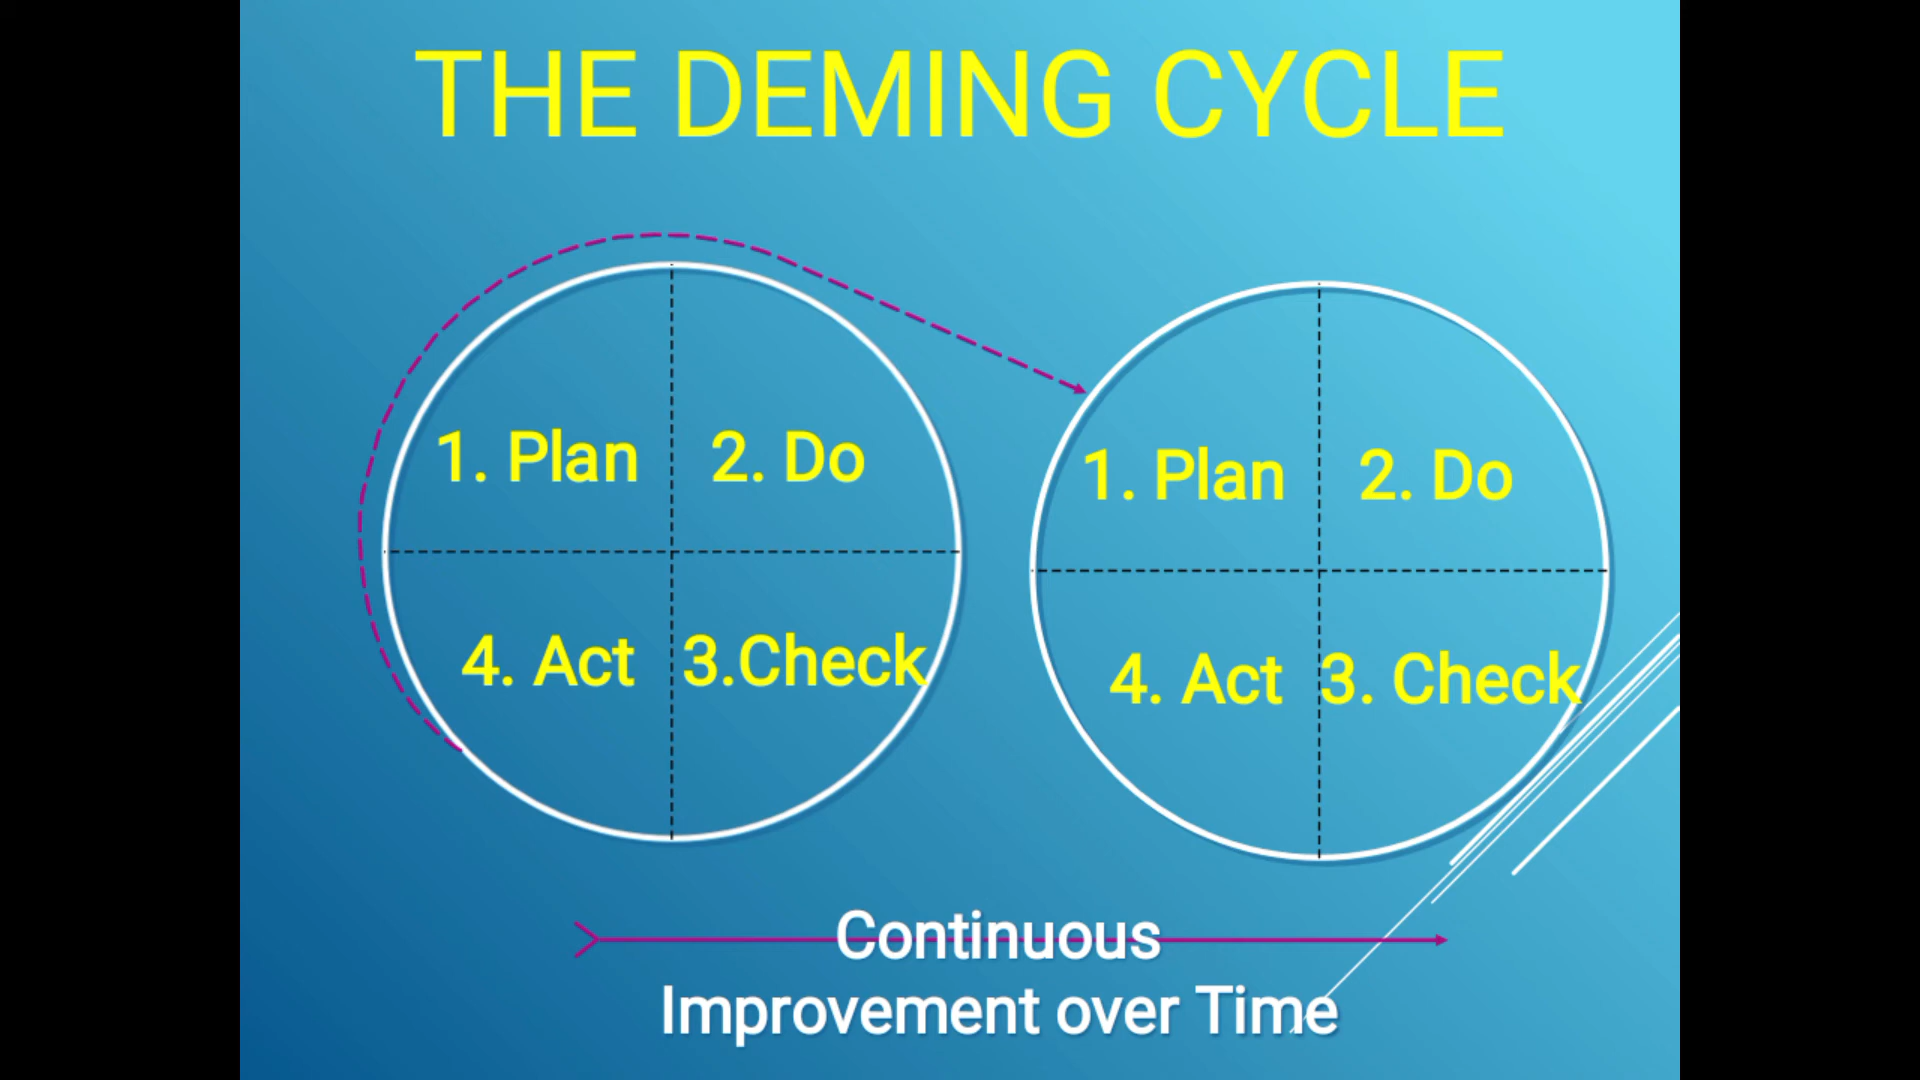 THE DEMING CYCLE
1. Plan
2. Do
4. Act
3.Check
1. Plan
2. Do
4. Act
3. Check
Continuous
Improvement over Time